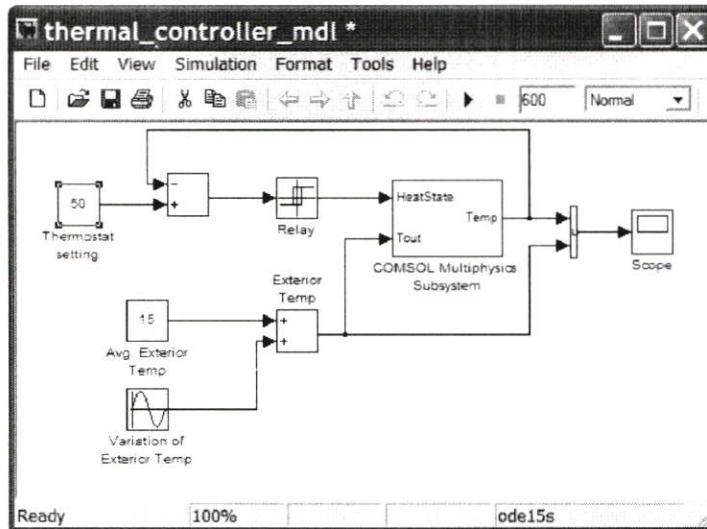 thermal_controller_mdl *
File Edit View Simulation Format Tools Help
600 Normal
50
Thermostat
setting
−
+
Relay
HeatState
Temp
Tout
COMSOL Multiphysics
Subsystem
Scope
Exterior
Temp
15
+
+
Avg. Exterior
Temp
Variation of
Exterior Temp
Ready 100% ode15s